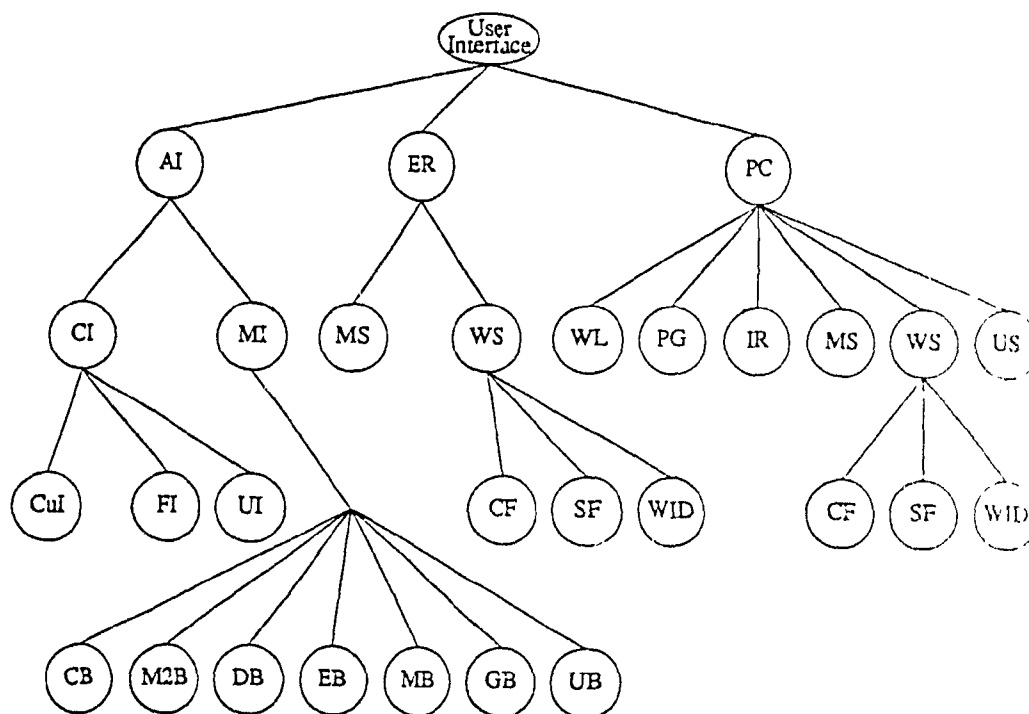 User
Interface
AI
ER
PC
CI
MI
MS
WS
WL
PG
IR
MS
WS
US
CuI
FI
UI
CF
SF
WID
CF
SF
WID
CB
M2B
DB
EB
MB
GB
UB